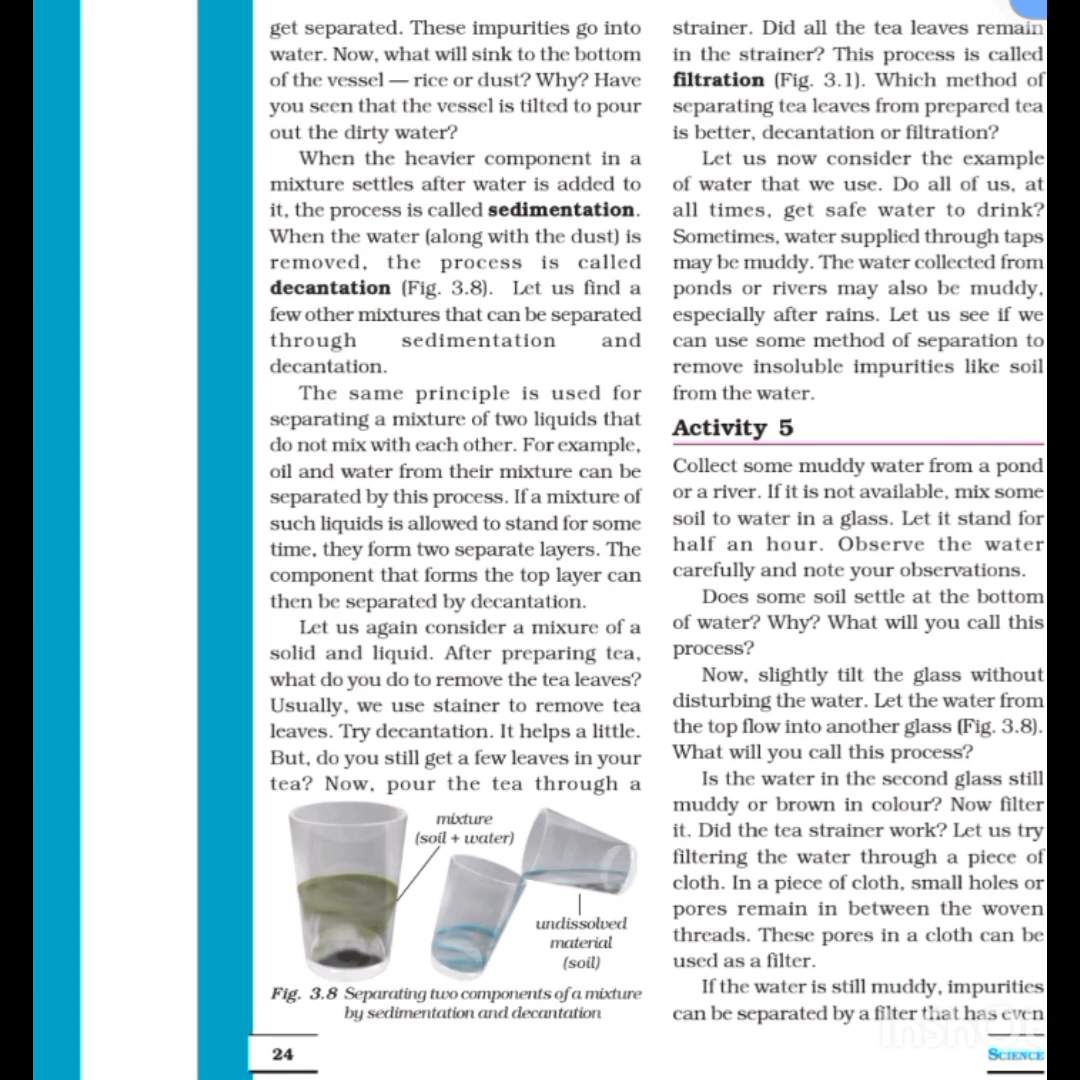 get separated. These impurities go into
water. Now, what will sink to the bottom
of the vessel — rice or dust? Why? Have
you seen that the vessel is tilted to pour
out the dirty water?
When the heavier component in a
mixture settles after water is added to
it, the process is called sedimentation.
When the water (along with the dust) is
removed, the process is called
decantation (Fig. 3.8). Let us find a
few other mixtures that can be separated
through sedimentation and
decantation.
The same principle is used for
separating a mixture of two liquids that
do not mix with each other. For example,
oil and water from their mixture can be
separated by this process. If a mixture of
such liquids is allowed to stand for some
time, they form two separate layers. The
component that forms the top layer can
then be separated by decantation.
Let us again consider a mixure of a
solid and liquid. After preparing tea,
what do you do to remove the tea leaves?
Usually, we use stainer to remove tea
leaves. Try decantation. It helps a little.
But, do you still get a few leaves in your
tea? Now, pour the tea through a
mixture
(soil + water)
undissolved
material
(soil)
Fig. 3.8 Separating two components of a mixture
by sedimentation and decantation
24
strainer. Did all the tea leaves remain
in the strainer? This process is called
filtration (Fig. 3.1). Which method of
separating tea leaves from prepared tea
is better, decantation or filtration?
Let us now consider the example
of water that we use. Do all of us, at
all times, get safe water to drink?
Sometimes, water supplied through taps
may be muddy. The water collected from
ponds or rivers may also be muddy,
especially after rains. Let us see if we
can use some method of separation to
remove insoluble impurities like soil
from the water.
Activity 5
Collect some muddy water from a pond
or a river. If it is not available, mix some
soil to water in a glass. Let it stand for
half an hour. Observe the water
carefully and note your observations.
Does some soil settle at the bottom
of water? Why? What will you call this
process?
Now, slightly tilt the glass without
disturbing the water. Let the water from
the top flow into another glass (Fig. 3.8).
What will you call this process?
Is the water in the second glass still
muddy or brown in colour? Now filter
it. Did the tea strainer work? Let us try
filtering the water through a piece of
cloth. In a piece of cloth, small holes or
pores remain in between the woven
threads. These pores in a cloth can be
used as a filter.
If the water is still muddy, impurities
can be separated by a filter that has even
SCIENCE